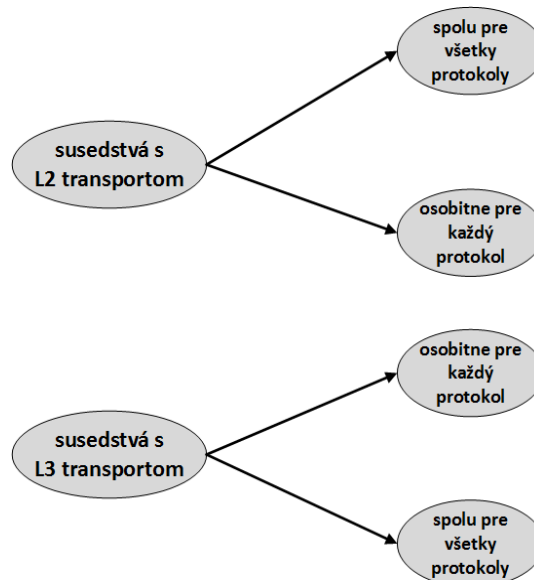 spolu pre
všetky
protokoly
susedstvá s
L2 transportom
osobitne pre
každý
protokol
osobitne pre
každý
protokol
susedstvá s
L3 transportom
spolu pre
všetky
protokoly